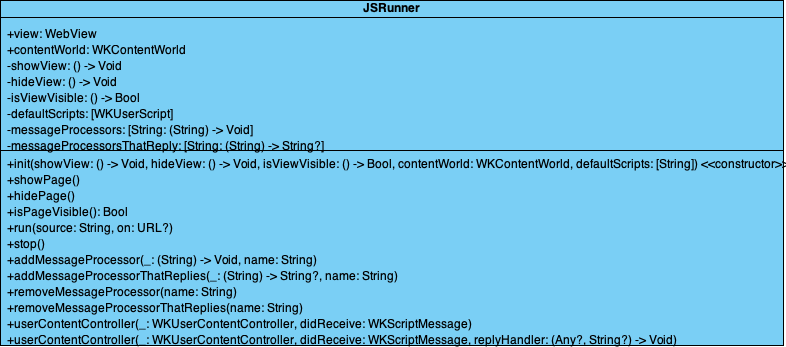 JSRunner
+view: WebView
+contentWorld: WKContentWorld
-showView: () -> Void
-hideView: () -> Void
-isViewVisible: () -> Bool
-defaultScripts: [WKUserScript]
-messageProcessors: [String: (String) -> Void]
-messageProcessorsThatReply: [String: (String) -> String?]
+init(showView: () -> Void, hideView: () -> Void, isViewVisible: () -> Bool, contentWorld: WKContentWorld, defaultScripts: [String]) <<constructor>>
+showPage()
+hidePage()
+isPageVisible(): Bool
+run(source: String, on: URL?)
+stop()
+addMessageProcessor(_: (String) -> Void, name: String)
+addMessageProcessorThatReplies(_: (String) -> String?, name: String)
+removeMessageProcessor(name: String)
+removeMessageProcessorThatReplies(name: String)
+userContentController(_: WKUserContentController, didReceive: WKScriptMessage)
+userContentController(_: WKUserContentController, didReceive: WKScriptMessage, replyHandler: (Any?, String?) -> Void)